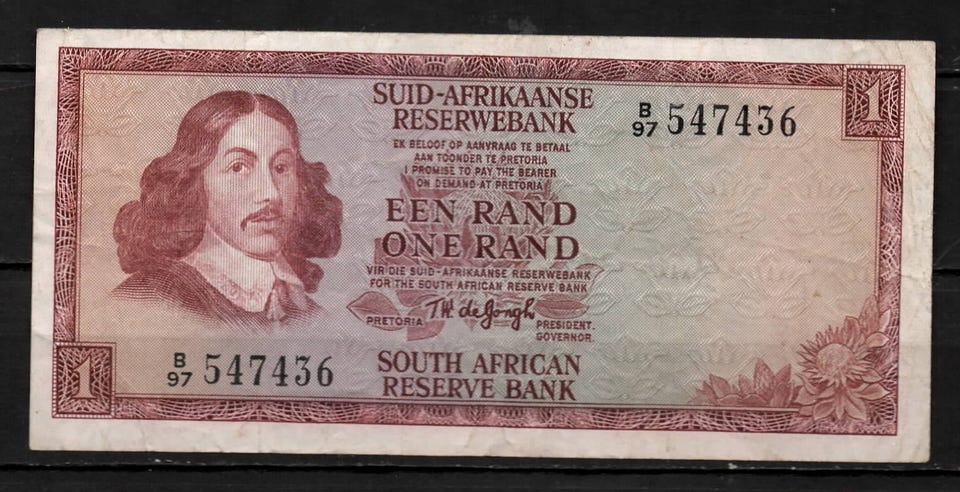 SUID-AFRIKAANSE
RESERWEBANK
B/97 547436
1
EK BELOOF OP AANVRAAG TE BETAAL
AAN TOONDER TE PRETORIA
I PROMISE TO PAY THE BEARER
ON DEMAND AT PRETORIA
EEN RAND
ONE RAND
VIR DIE SUID-AFRIKAANSE RESERWEBANK
FOR THE SOUTH AFRICAN RESERVE BANK
T.W. de Jongh
PRETORIA
PRESIDENT.
GOVERNOR.
1
B/97 547436
SOUTH AFRICAN
RESERVE BANK